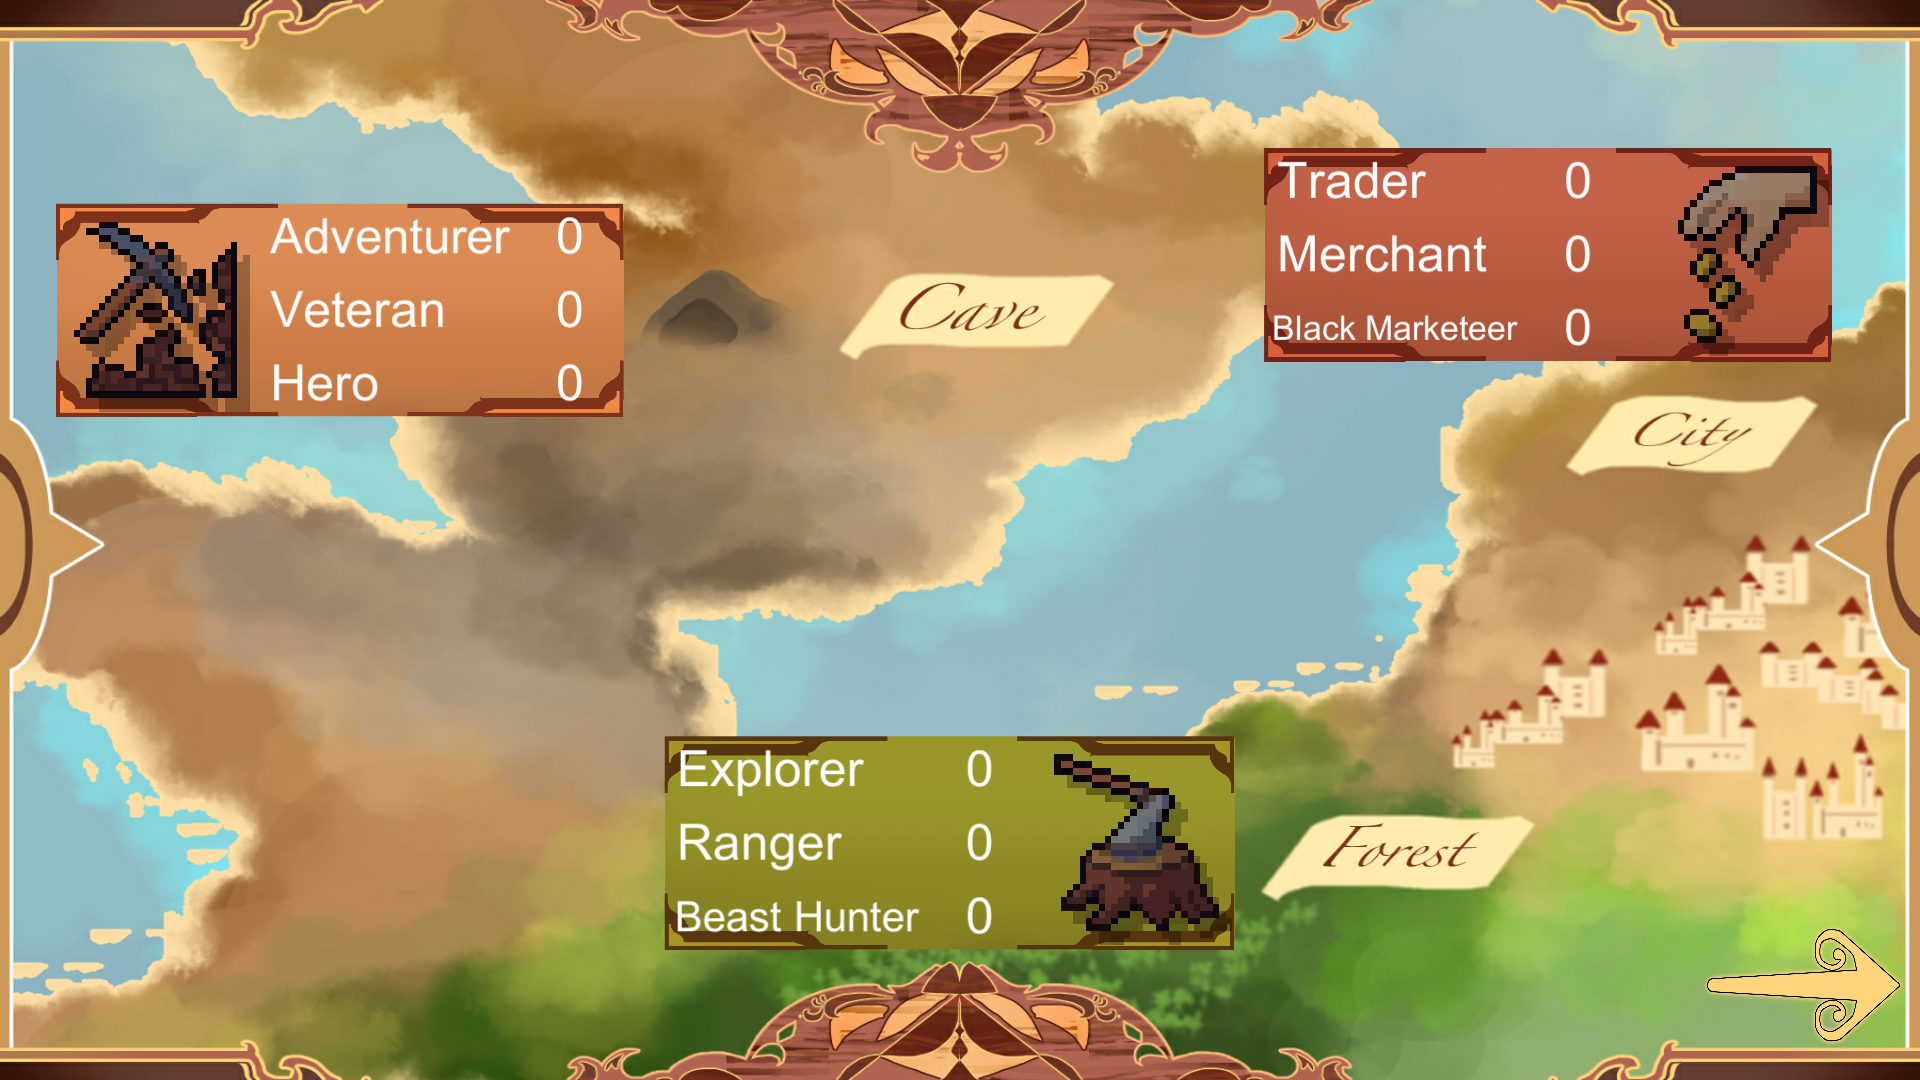 Adventurer 0
Veteran 0
Hero 0
Cave
Trader 0
Merchant 0
Black Marketeer 0
City
Explorer 0
Ranger 0
Beast Hunter 0
Forest